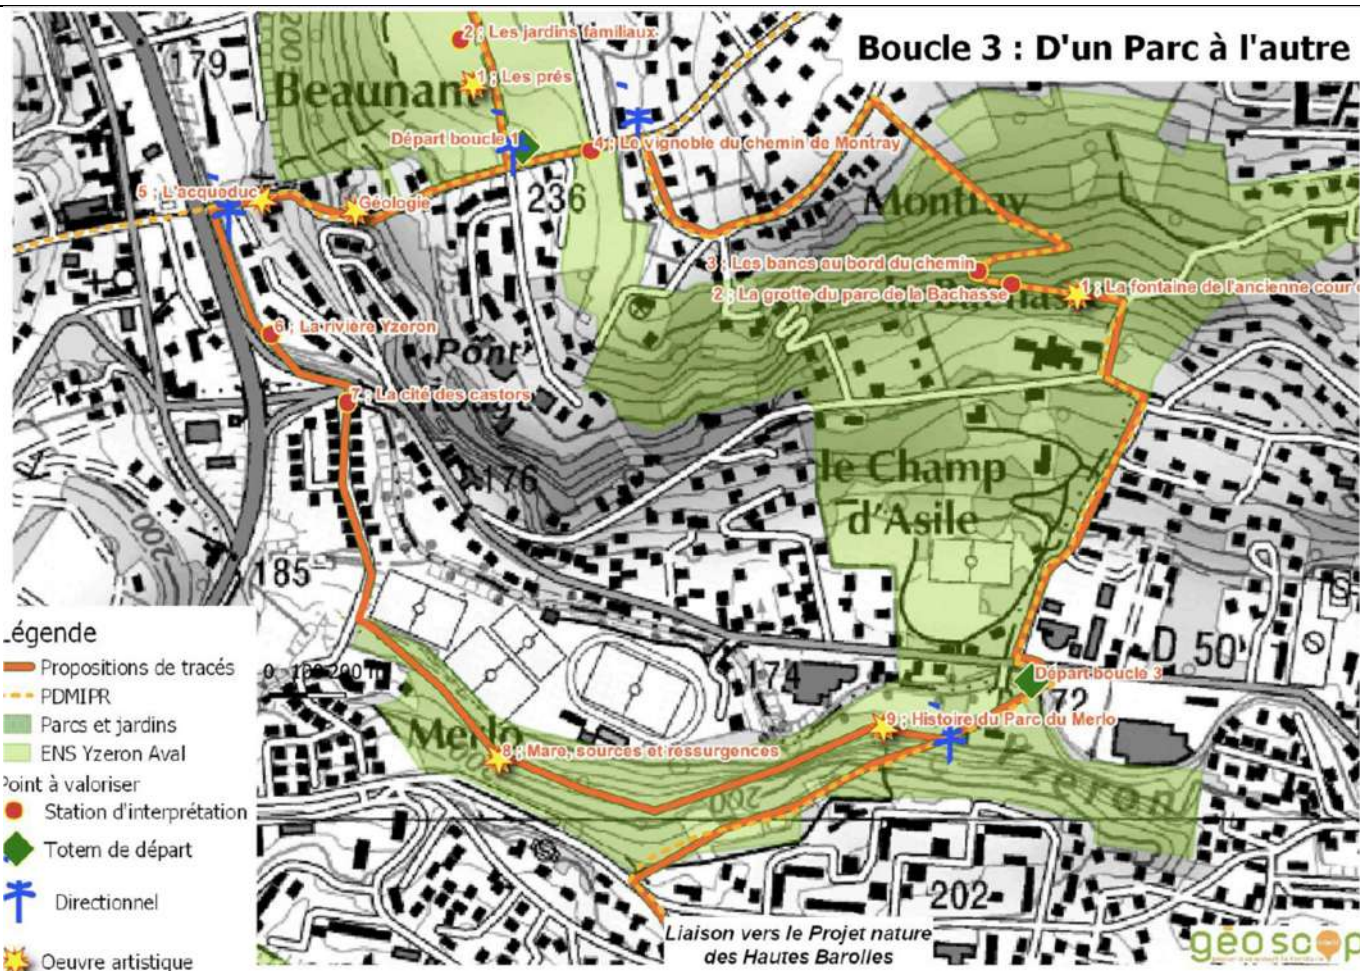 Boucle 3 : D'un Parc à l'autre
2 ; Les jardins familiaux
179
200
Beaunant
1 ; Les prés
Départ boucle 1
4 ; Le vignoble du chemin de Montray
5 ; L'acqueduc
Géologie
236
Montray
3 ; Les bancs au bord du chemin
2 ; La grotte du parc de la Bachasse
1 ; La fontaine de l'ancienne cour
6 ; La rivière Yzeron
Pont
7 ; La cité des castors
176
le Champ
d'Asile
200
185
Légende
Propositions de tracés
PDMIPR
Parcs et jardins
ENS Yzeron Aval
Point à valoriser
Station d'interprétation
Totem de départ
Directionnel
Oeuvre artistique
174
D 50
Départ boucle 3
72
9 ; Histoire du Parc du Merlo
Merlo
8 ; Mare, sources et ressurgences
200
200
Yzeron
202
Liaison vers le Projet nature
des Hautes Barolles
géoscop